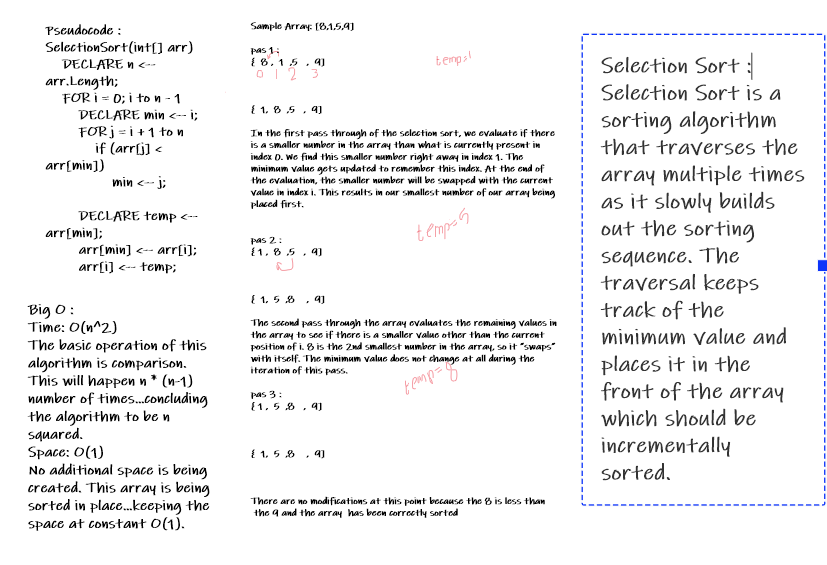 Pseudocode :
SelectionSort(int[] arr)
DECLARE n <--
arr.Length;
FOR i = 0; i to n - 1
DECLARE min <-- i;
FOR j = i + 1 to n
if (arr[j] <
arr[min])
min <-- j;
DECLARE temp <--
arr[min];
arr[min] <-- arr[i];
arr[i] <-- temp;
Big O :
Time: O(n^2)
The basic operation of this
algorithm is comparison.
This will happen n * (n-1)
number of times...concluding
the algorithm to be n
squared.
Space: O(1)
No additional space is being
created. This array is being
sorted in place...keeping the
space at constant O(1).
Sample Array: [8,1,5,9]
pas 1 :
{ 8, 1 ,5 , 9]
0 1 2 3
temp=1
{ 1, 8 ,5 , 9]
In the first pass through of the selection sort, we evaluate if there
is a smaller number in the array than what is currently present in
index 0. We find this smaller number right away in index 1. The
minimum value gets updated to remember this index. At the end of
the evaluation, the smaller number will be swapped with the current
value in index i. This results in our smallest number of our array being
placed first.
temp=5
pas 2 :
{ 1, 8 ,5 , 9]
{ 1, 5 ,8 , 9]
The second pass through the array evaluates the remaining values in
the array to see if there is a smaller value other than the current
position of i. 8 is the 2nd smallest number in the array, so it "swaps"
with itself. The minimum value does not change at all during the
iteration of this pass.
temp=8
pas 3 :
{ 1, 5 ,8 , 9]
{ 1, 5 ,8 , 9]
There are no modifications at this point because the 8 is less than
the 9 and the array has been correctly sorted
Selection Sort :
Selection Sort is a
sorting algorithm
that traverses the
array multiple times
as it slowly builds
out the sorting
sequence. The
traversal keeps
track of the
minimum value and
places it in the
front of the array
which should be
incrementally
sorted.